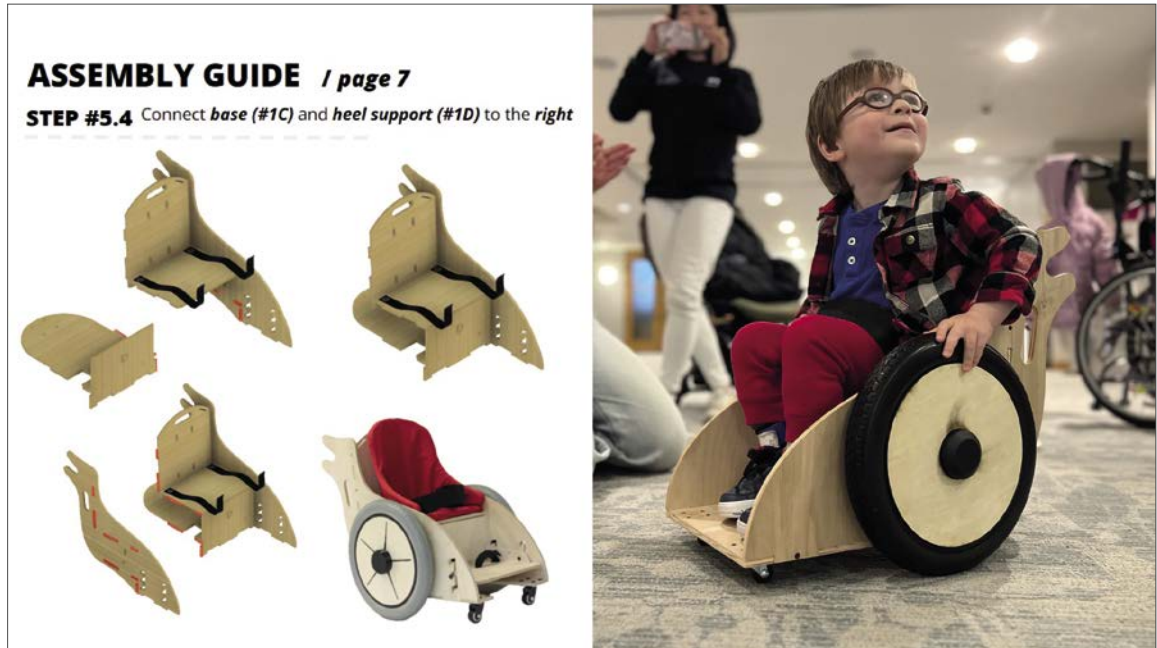 ASSEMBLY GUIDE / page 7
STEP #5.4 Connect base (#1C) and heel support (#1D) to the right